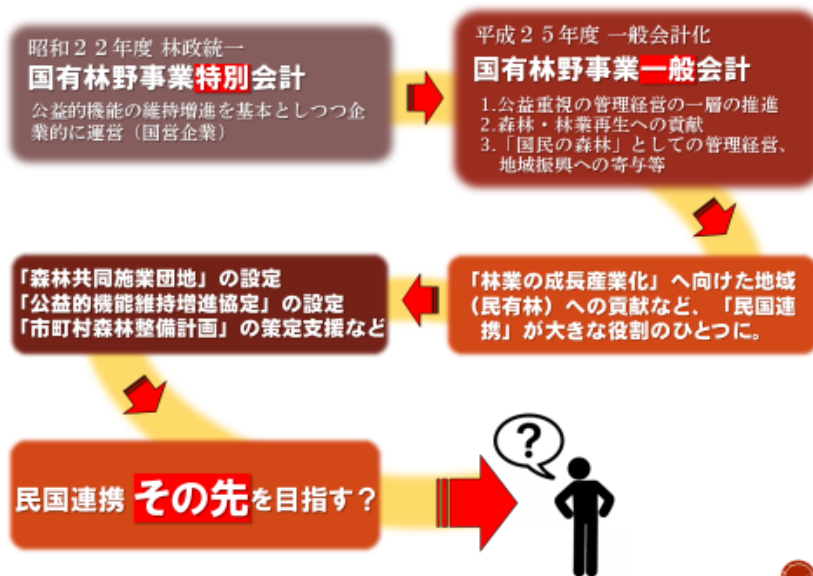 昭和２２年度 林政統一
国有林野事業特別会計
公益的機能の維持増進を基本としつつ企
業的に運営（国営企業）
平成２５年度 一般会計化
国有林野事業一般会計
1.公益重視の管理経営の一層の推進
2.森林・林業再生への貢献
3.「国民の森林」としての管理経営、
地域振興への寄与等
「林業の成長産業化」へ向けた地域
（民有林）への貢献など、「民国連
携」が大きな役割のひとつに。
「森林共同施業団地」の設定
「公益的機能維持増進協定」の設定
「市町村森林整備計画」の策定支援など
民国連携 その先を目指す？
?